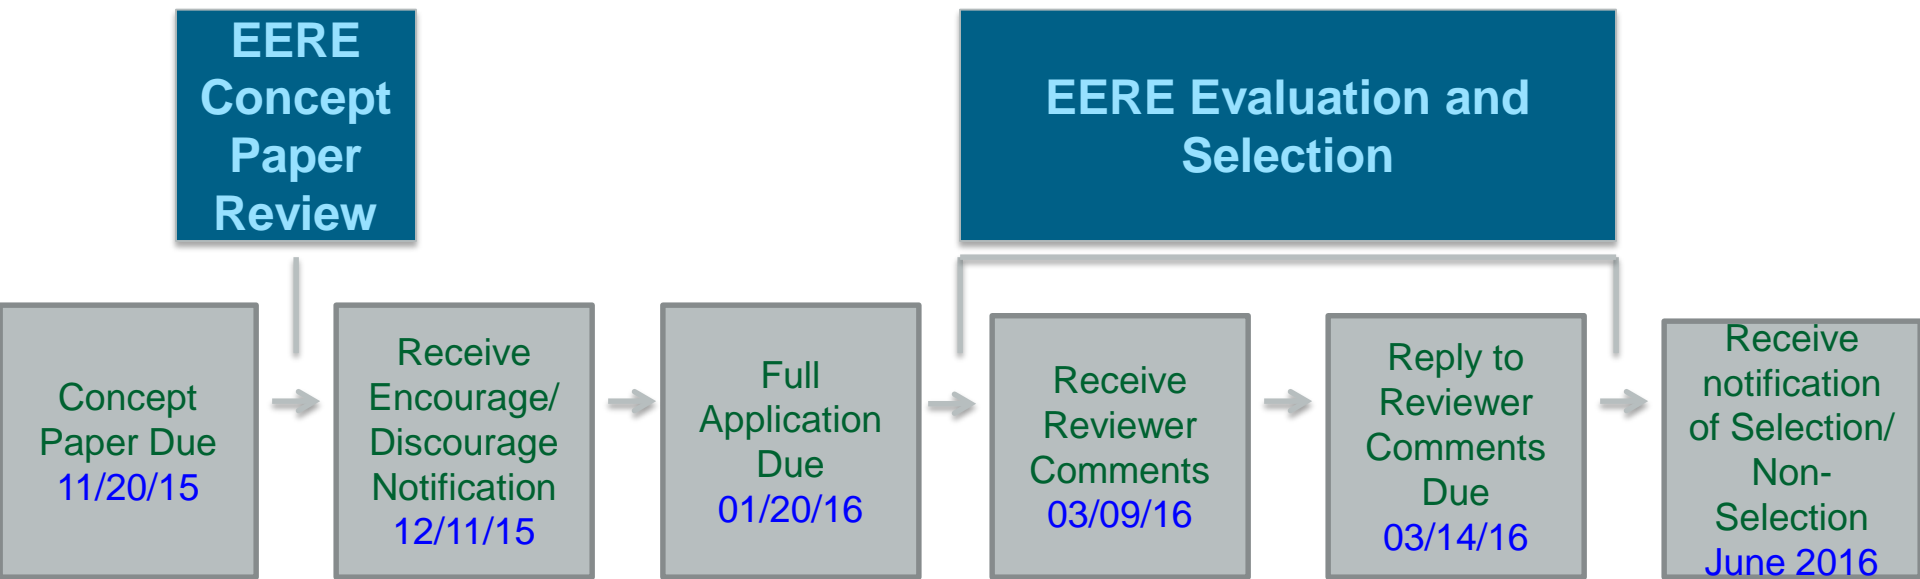 EERE
Concept
Paper
Review
EERE Evaluation and
Selection
Concept
Paper Due
11/20/15
Receive
Encourage/
Discourage
Notification
12/11/15
Full
Application
Due
01/20/16
Receive
Reviewer
Comments
03/09/16
Reply to
Reviewer
Comments
Due
03/14/16
Receive
notification
of Selection/
Non-
Selection
June 2016